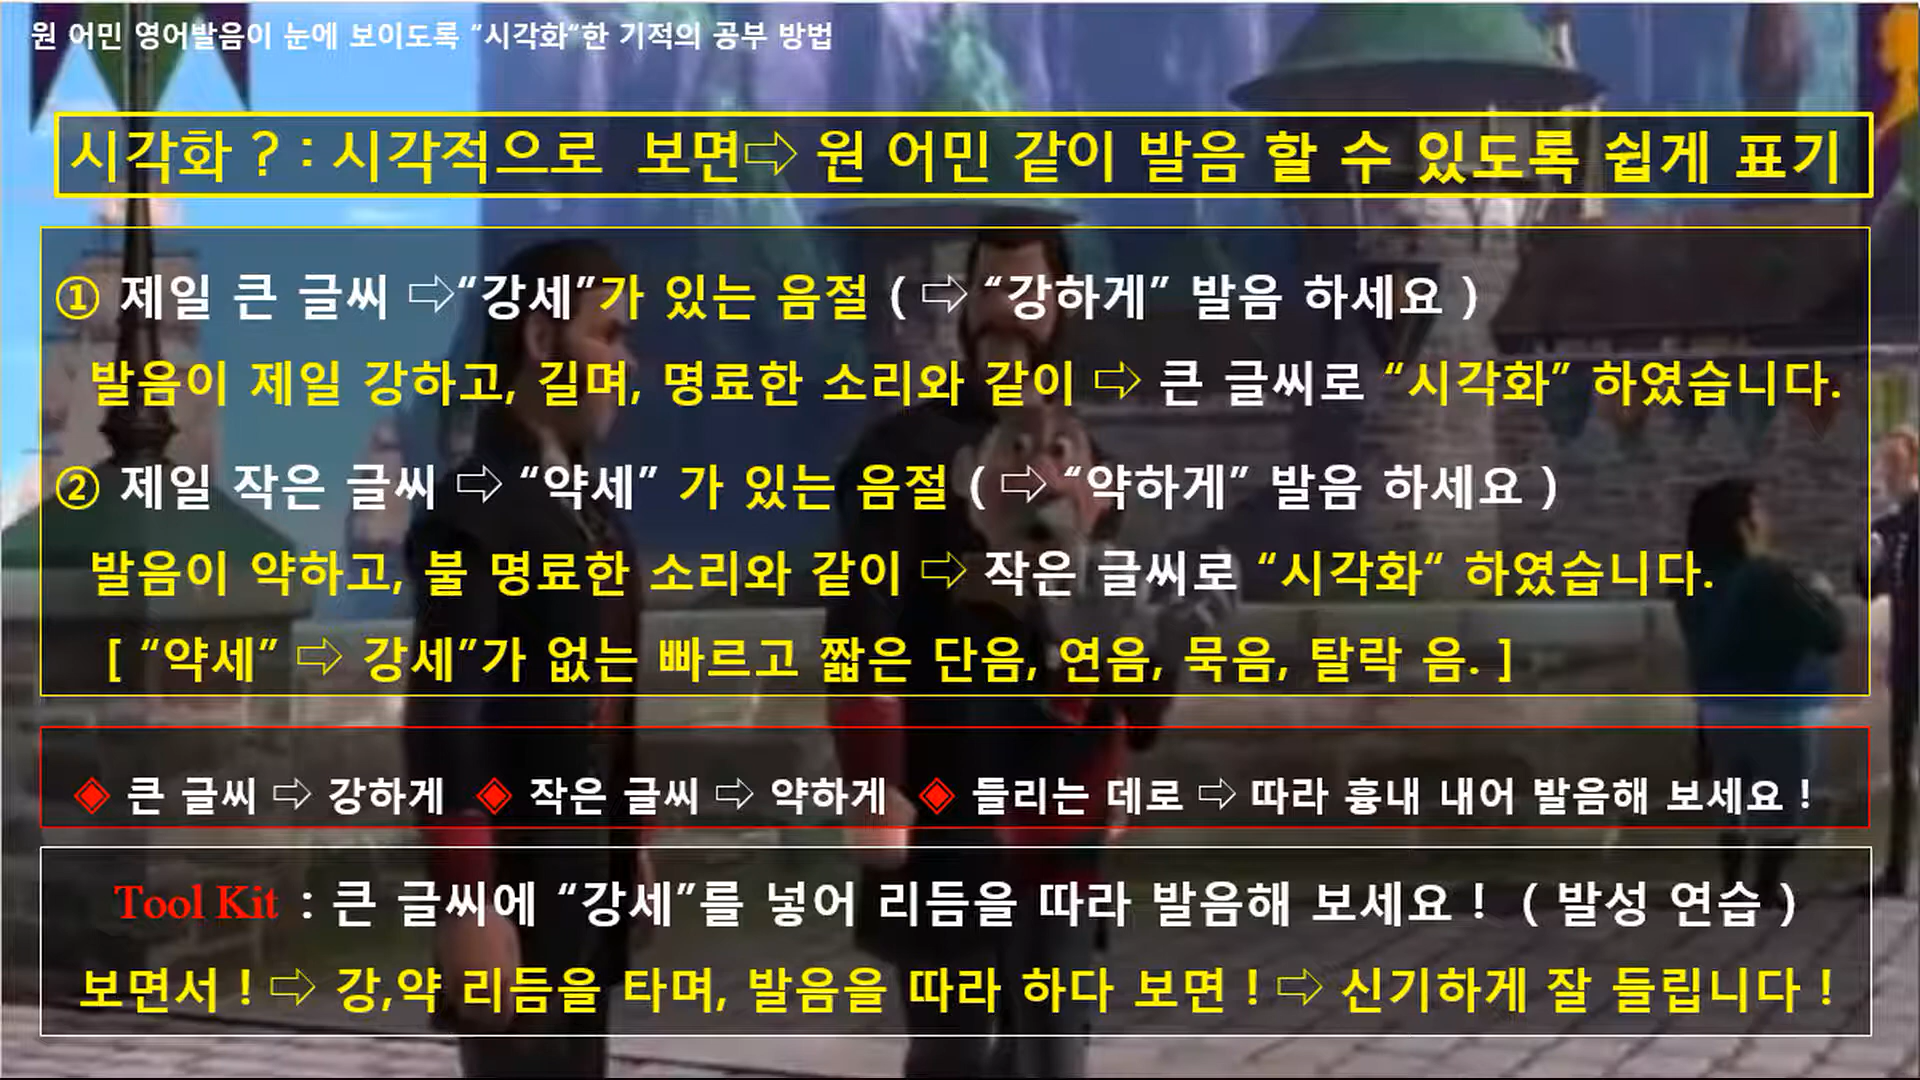 원 어민 영어발음이 눈에 보이도록 “시각화“한 기적의 공부 방법
시각화 ? : 시각적으로 보면⇨ 원 어민 같이 발음 할 수 있도록 쉽게 표기
① 제일 큰 글씨 ⇨“강세”가 있는 음절 ( ⇨ “강하게” 발음 하세요 )
발음이 제일 강하고, 길며, 명료한 소리와 같이 ⇨ 큰 글씨로 “시각화” 하였습니다.
② 제일 작은 글씨 ⇨ “약세” 가 있는 음절 ( ⇨ “약하게” 발음 하세요 )
발음이 약하고, 불 명료한 소리와 같이 ⇨ 작은 글씨로 “시각화“ 하였습니다.
[ “약세” ⇨ 강세”가 없는 빠르고 짧은 단음, 연음, 묵음, 탈락 음. ]
◈ 큰 글씨 ⇨ 강하게 ◈ 작은 글씨 ⇨ 약하게 ◈ 들리는 데로 ⇨ 따라 흉내 내어 발음해 보세요 !
Tool Kit : 큰 글씨에 “강세”를 넣어 리듬을 따라 발음해 보세요 ! ( 발성 연습 )
보면서 ! ⇨ 강,약 리듬을 타며, 발음을 따라 하다 보면 ! ⇨ 신기하게 잘 들립니다 !